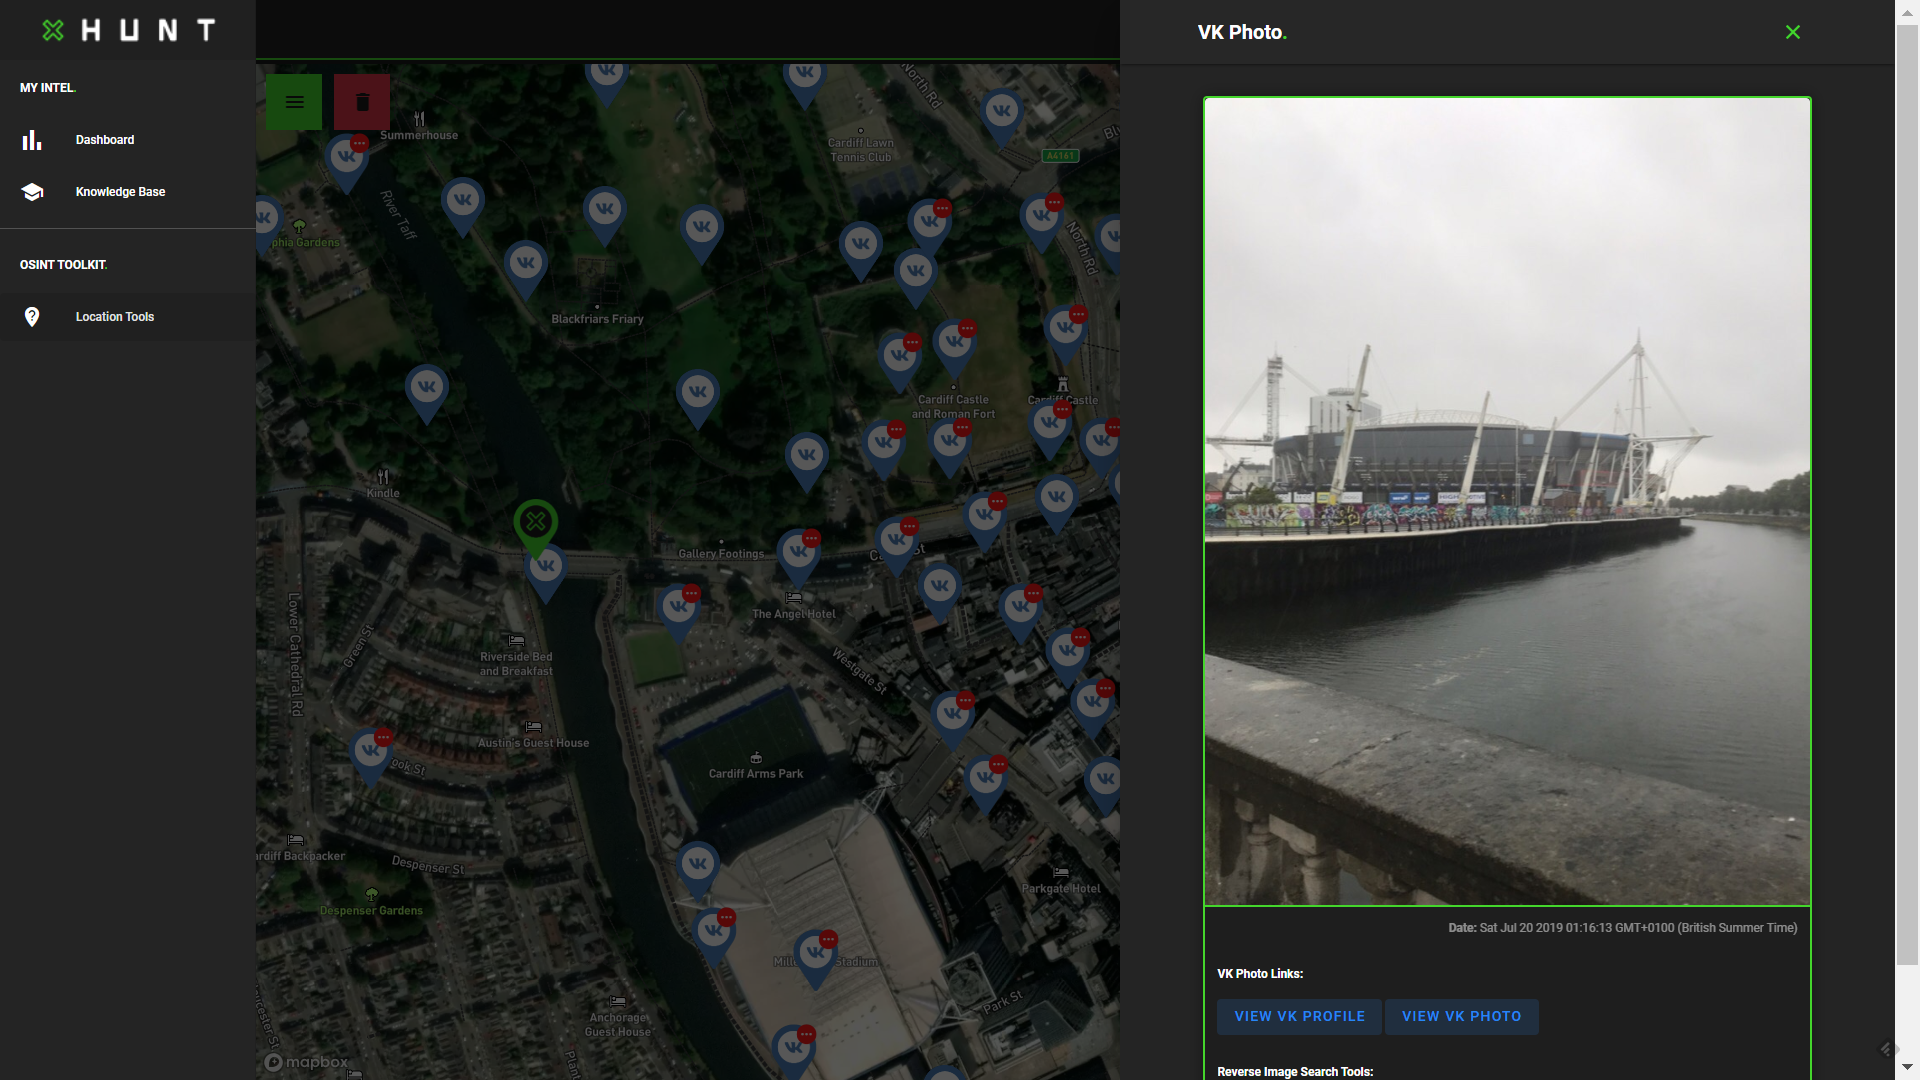 HUNT
MY INTEL.
Dashboard
Knowledge Base
OSINT TOOLKIT.
Location Tools
Summerhouse
River Taff
phia Gardens
Blackfriars Friary
Kindle
Cardiff Lawn
Tennis Club
North Rd
A4161
North Rd
Cardiff Castle
and Roman Fort
Cardiff Castle
Gallery Footings
The Angel Hotel
Westgate St
Lower Cathedral Rd
Green St
Riverside Bed
and Breakfast
Austin's Guest House
ook St
Cardiff Arms Park
rdiff Backpacker
Despenser St
Despenser Gardens
Parkgate Hotel
Stadium
Park St
Anchorage
Guest House
mapbox
VK Photo.
Date: Sat Jul 20 2019 01:16:13 GMT+0100 (British Summer Time)
VK Photo Links:
VIEW VK PROFILE
VIEW VK PHOTO
Reverse Image Search Tools: